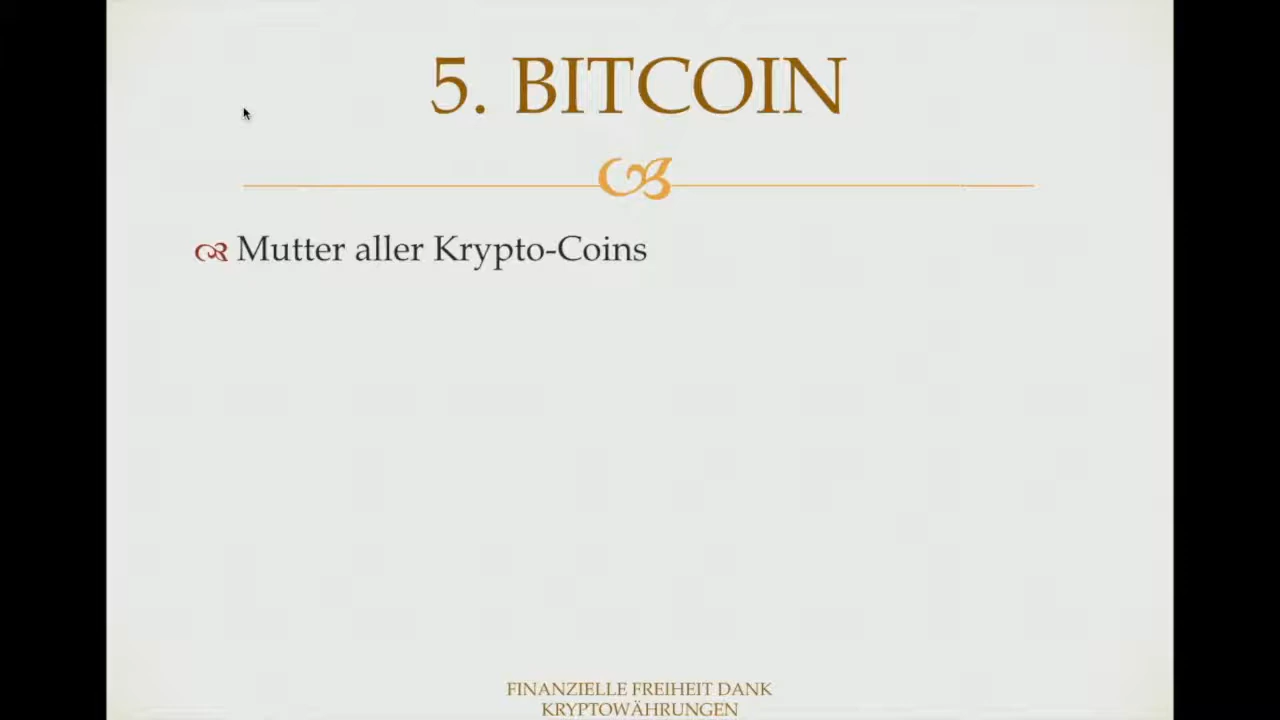 5. BITCOIN
Mutter aller Krypto-Coins
FINANZIELLE FREIHEIT DANK
KRYPTOWÄHRUNGEN